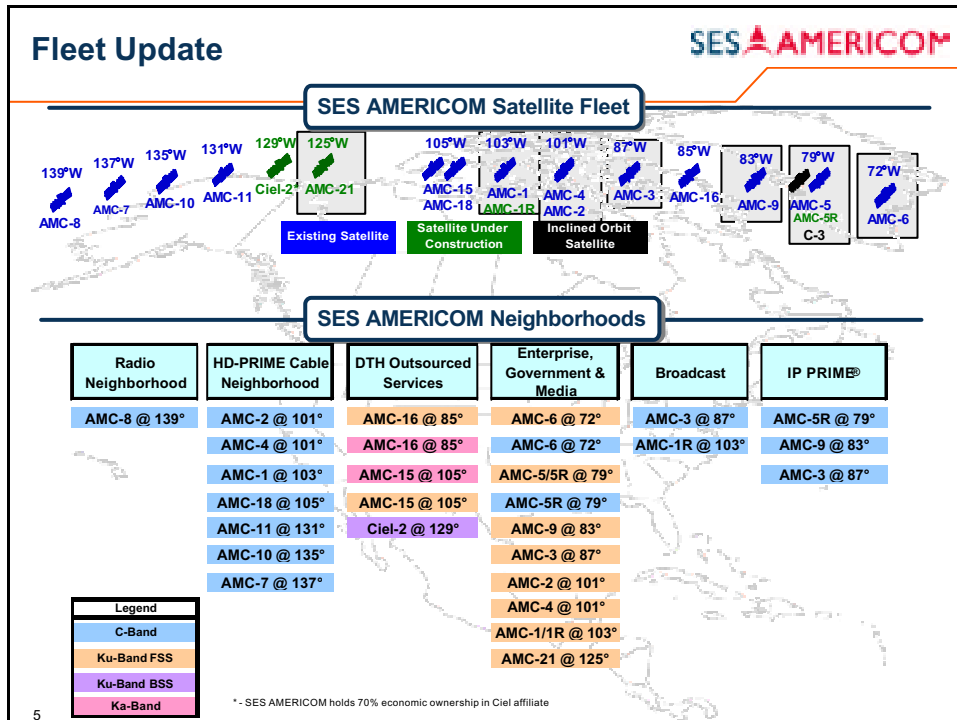 Fleet Update
SES AMERICOM
SES AMERICOM Satellite Fleet
139°W
AMC-8
137°W
AMC-7
135°W
AMC-10
131°W
AMC-11
129°W
Ciel-2*
125°W
AMC-21
105°W
AMC-15
AMC-18
103°W
AMC-1
AMC-1R
101°W
AMC-4
AMC-2
87°W
AMC-3
85°W
AMC-16
83°W
AMC-9
79°W
AMC-5
AMC-5R
C-3
72°W
AMC-6
Existing Satellite
Satellite Under
Construction
Inclined Orbit
Satellite
SES AMERICOM Neighborhoods
Radio
Neighborhood
AMC-8 @ 139°
HD-PRIME Cable
Neighborhood
AMC-2 @ 101°
AMC-4 @ 101°
AMC-1 @ 103°
AMC-18 @ 105°
AMC-11 @ 131°
AMC-10 @ 135°
AMC-7 @ 137°
DTH Outsourced
Services
AMC-16 @ 85°
AMC-16 @ 85°
AMC-15 @ 105°
AMC-15 @ 105°
Ciel-2 @ 129°
Enterprise,
Government &
Media
AMC-6 @ 72°
AMC-6 @ 72°
AMC-5/5R @ 79°
AMC-5R @ 79°
AMC-9 @ 83°
AMC-3 @ 87°
AMC-2 @ 101°
AMC-4 @ 101°
AMC-1/1R @ 103°
AMC-21 @ 125°
Broadcast
AMC-3 @ 87°
AMC-1R @ 103°
IP PRIME®
AMC-5R @ 79°
AMC-9 @ 83°
AMC-3 @ 87°
Legend
C-Band
Ku-Band FSS
Ku-Band BSS
Ka-Band
* - SES AMERICOM holds 70% economic ownership in Ciel affiliate
5